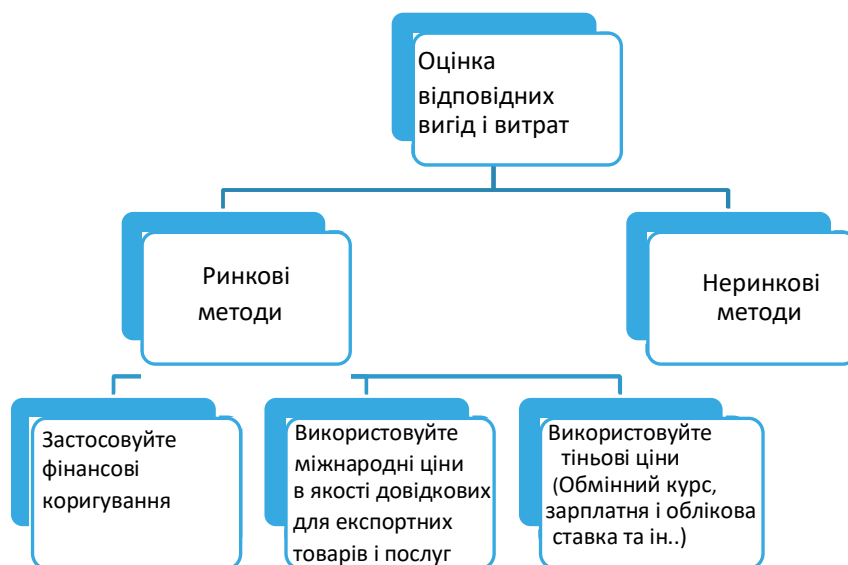 Оцінка
відповідних
вигід і витрат
Ринкові
методи
Неринкові
методи
Застосовуйте
фінансові
коригування
Використовуйте
міжнародні ціни
в якості довідкових
для експортних
товарів і послуг
Використовуйте
тіньові ціни
(Обмінний курс,
зарплатня і облікова
ставка та ін..)